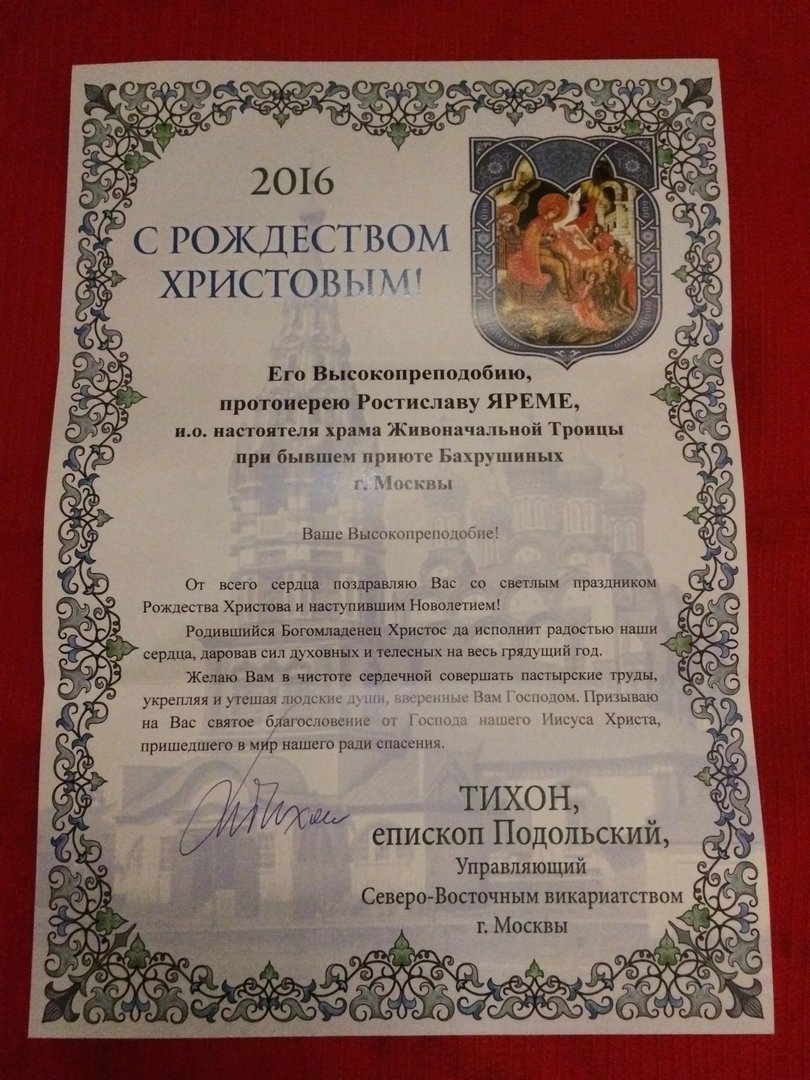 2016
С РОЖДЕСТВОМ
ХРИСТОВЫМ!
Его Высокопреподобию,
протоиерею Ростиславу ЯРЕМЕ,
и.о. настоятеля храма Живоначальной Троицы
при бывшем приюте Бахрушиных
г. Москвы
Ваше Высокопреподобие!
От всего сердца поздравляю Вас со светлым праздником
Рождества Христова и наступившим Новолетием!
Родившийся Богомладенец Христос да исполнит радостью наши
сердца, даровав сил духовных и телесных на весь грядущий год.
Желаю Вам в чистоте сердечной совершать пастырские труды,
укрепляя и утешая людские души, вверенные Вам Господом. Призываю
на Вас святое благословение от Господа нашего Иисуса Христа,
пришедшего в мир нашего ради спасения.
ТИХОН,
епископ Подольский,
Управляющий
Северо-Восточным викариатством
г. Москвы